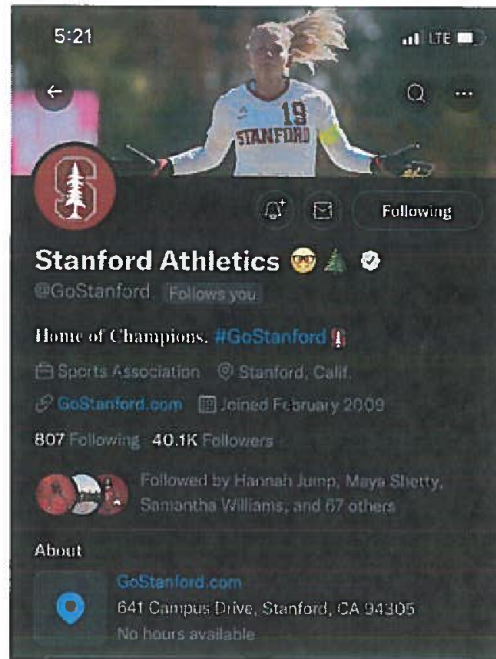 5:21 LTE
19
STANFORD
S
Following
Stanford Athletics 🤓🌲
@GoStanford Follows you
Home of Champions. #GoStanford
Sports Association Stanford, Calif.
GoStanford.com Joined February 2009
807 Following 40.1K Followers
Followed by Hannah Jump, Maya Shetty,
Samantha Williams, and 67 others
About
GoStanford.com
641 Campus Drive, Stanford, CA 94305
No hours available